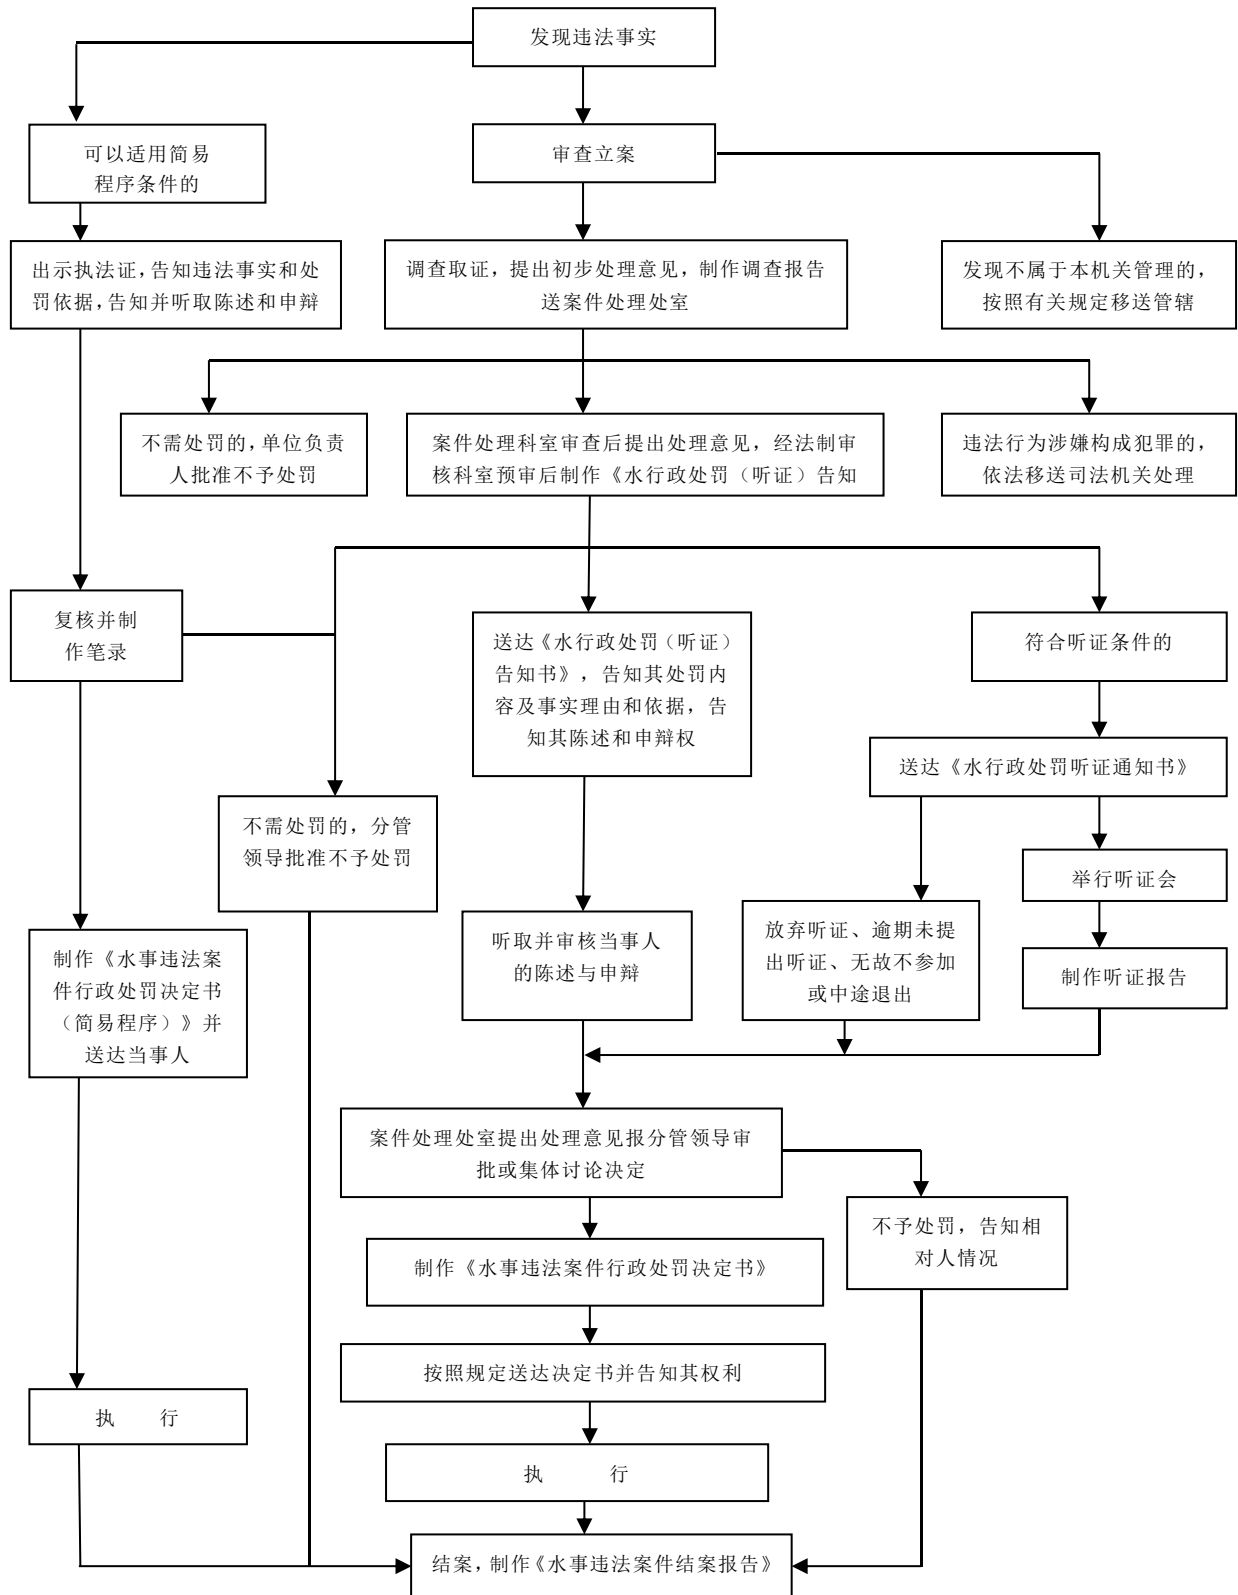 发现违法事实
可以适用简易
程序条件的
审查立案
出示执法证，告知违法事实和处
罚依据，告知并听取陈述和申辩
调查取证，提出初步处理意见，制作调查报告
送案件处理处室
发现不属于本机关管理的，
按照有关规定移送管辖
不需处罚的，单位负责
人批准不予处罚
案件处理科室审查后提出处理意见，经法制审
核科室预审后制作《水行政处罚（听证）告知
违法行为涉嫌构成犯罪的，
依法移送司法机关处理
复核并制
作笔录
送达《水行政处罚（听证）
告知书》，告知其处罚内
容及事实理由和依据，告
知其陈述和申辩权
符合听证条件的
送达《水行政处罚听证通知书》
不需处罚的，分管
领导批准不予处罚
举行听证会
听取并审核当事人
的陈述与申辩
放弃听证、逾期未提
出听证、无故不参加
或中途退出
制作听证报告
制作《水事违法案
件行政处罚决定书
（简易程序）》并
送达当事人
案件处理处室提出处理意见报分管领导审
批或集体讨论决定
不予处罚，告知相
对人情况
制作《水事违法案件行政处罚决定书》
按照规定送达决定书并告知其权利
执 行
执 行
结案，制作《水事违法案件结案报告》